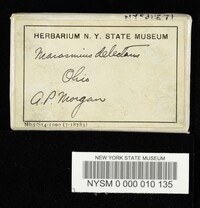 HERBARIUM N. Y. STATE MUSEUM
Marasmius delectans
Ohio
A. P. Morgan
NEW YORK STATE MUSEUM
NYSM 0 000 010 135